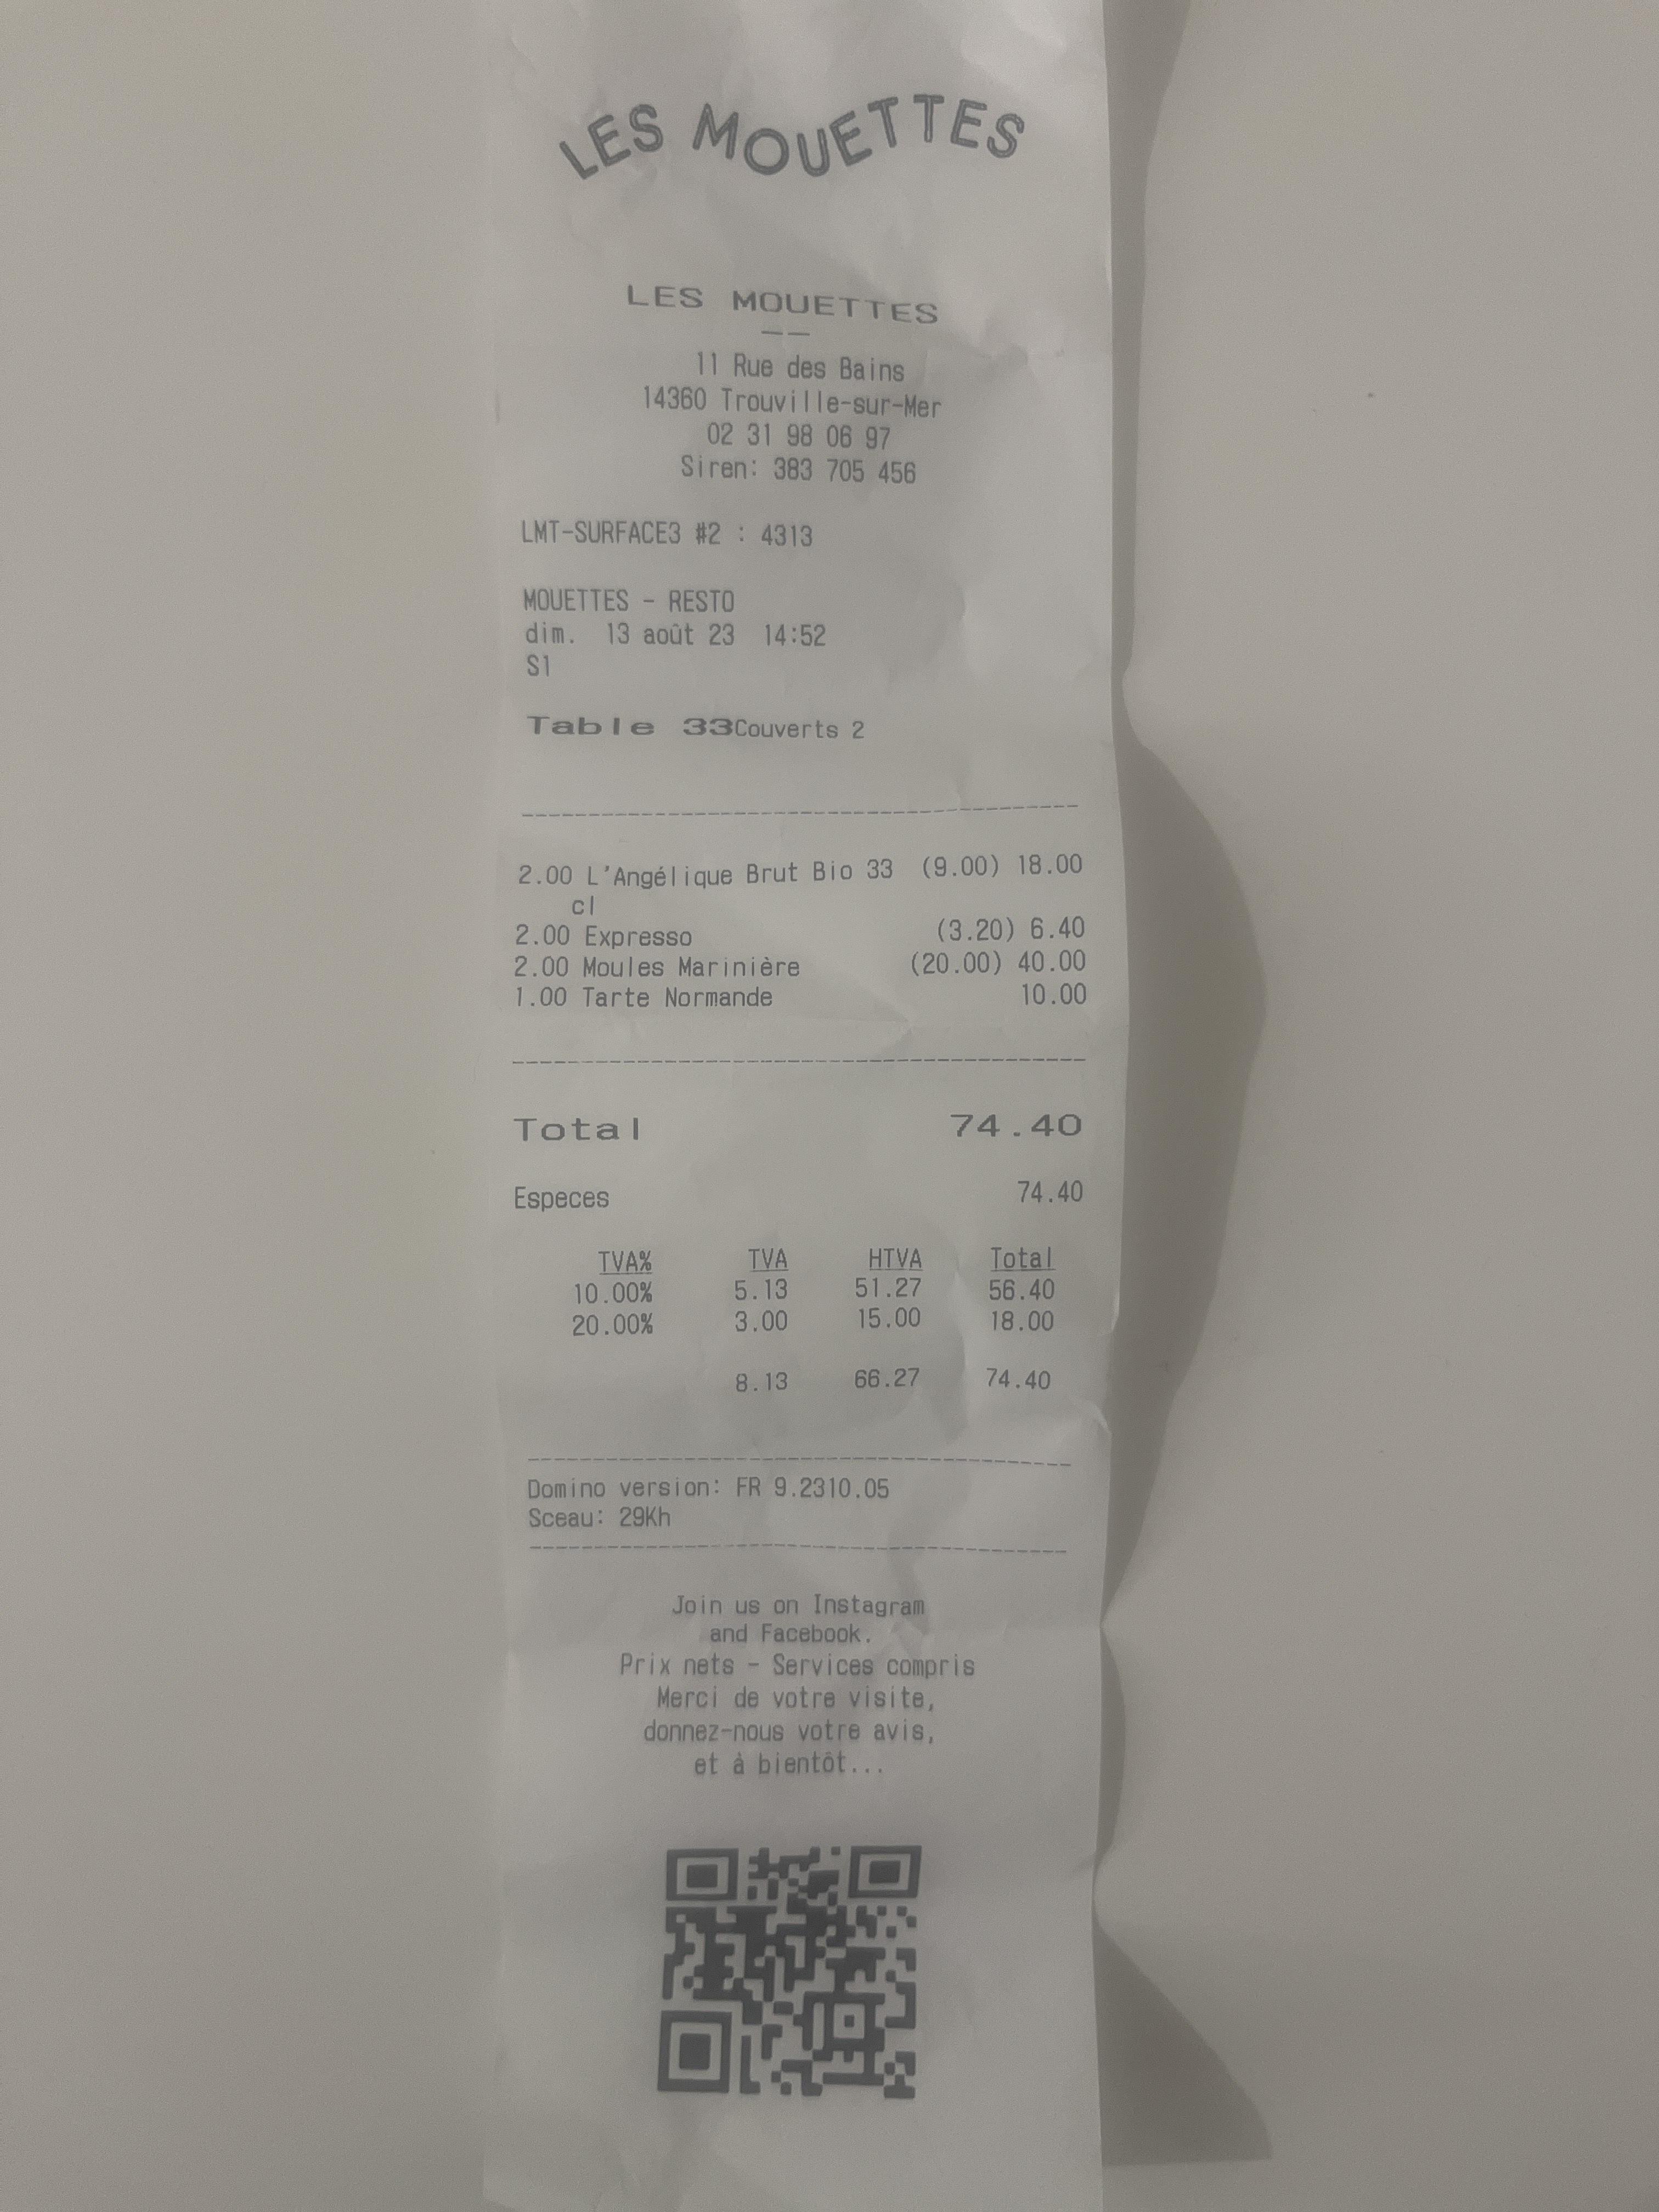 LES MOUETTES
LES MOUETTES
--
11 Rue des Bains
14360 Trouville-sur-Mer
02 31 98 06 97
Siren: 383 705 456
LMT-SURFACE3 #2 : 4313
MOUETTES - RESTO
dim. 13 août 23 14:52
S1
Table 33Couverts 2
2.00 L'Angélique Brut Bio 33 (9.00) 18.00
cl
2.00 Expresso (3.20) 6.40
2.00 Moules Marinière (20.00) 40.00
1.00 Tarte Normande 10.00
Total 74.40
Especes 74.40
TVA% TVA HTVA Total
10.00% 5.13 51.27 56.40
20.00% 3.00 15.00 18.00
8.13 66.27 74.40
Domino version: FR 9.2310.05
Sceau: 29Kh
Join us on Instagram
and Facebook.
Prix nets - Services compris
Merci de votre visite,
donnez-nous votre avis,
et à bientôt...